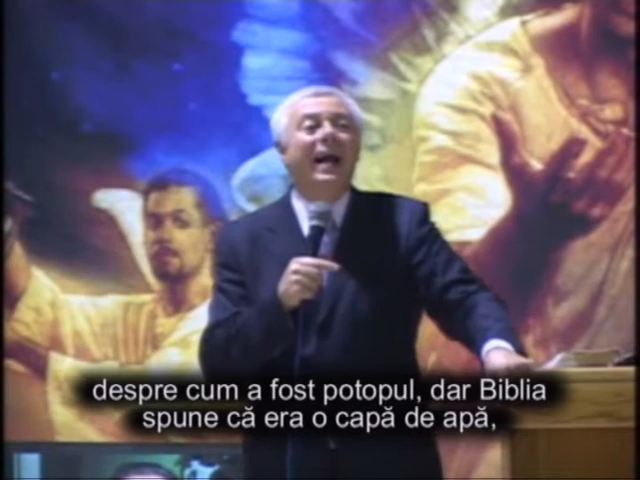 despre cum a fost potopul, dar Biblia
spune că era o capă de apă,